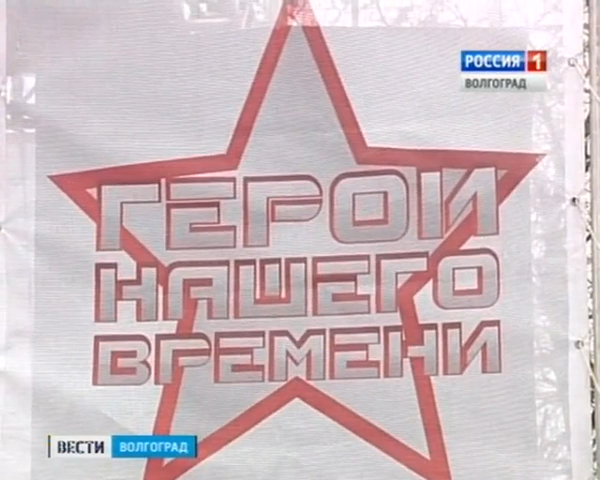 РОССИЯ 1
ВОЛГОГРАД
ГЕРОИ
НАШЕГО
ВРЕМЕНИ
ВЕСТИ ВОЛГОГРАД